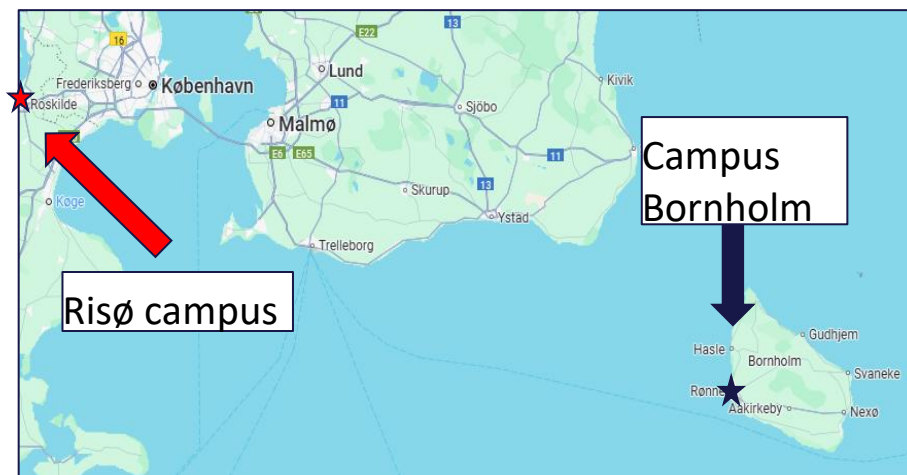 E22
13
16
Lund
Kivik
Frederiksberg
København
11
Sjöbo
Roskilde
Malmø
Campus
Bornholm
E6
E65
11
13
Skurup
Køge
Ystad
Trelleborg
Risø campus
Gudhjem
Hasle
Bornholm
Svaneke
Rønne
Aakirkeby
Nexø